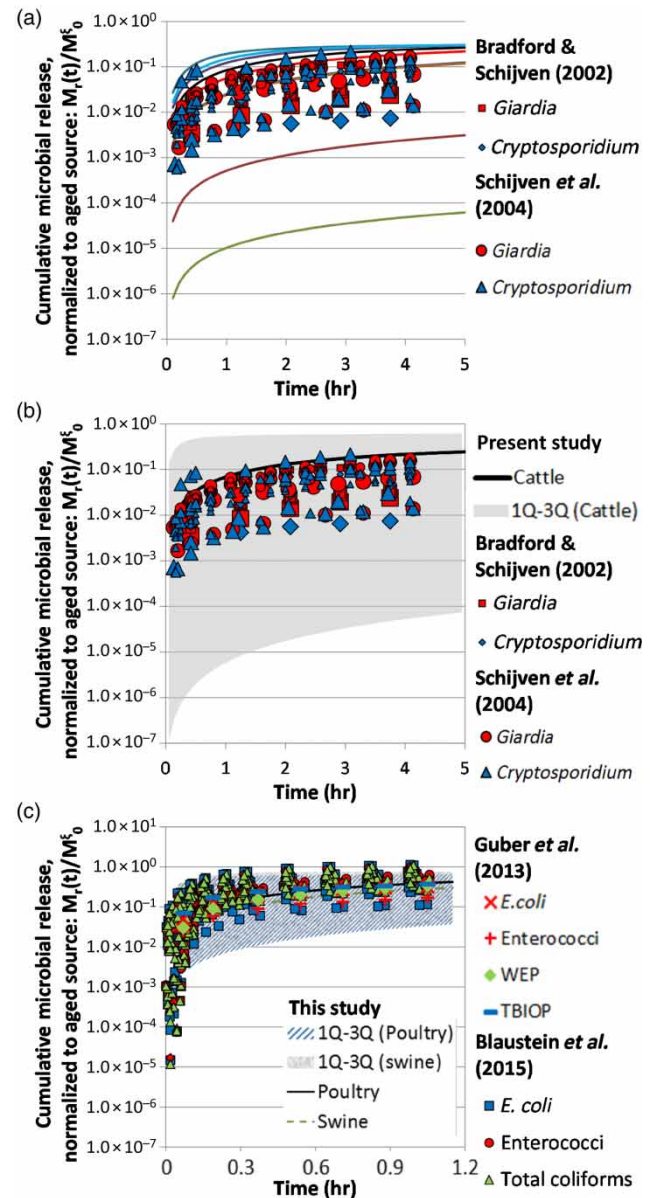 (a)
Cumulative microbial release,
normalized to aged source: Mᵣ(t)/M₀^ξ
1.0 × 10⁰
1.0 × 10⁻¹
1.0 × 10⁻²
1.0 × 10⁻³
1.0 × 10⁻⁴
1.0 × 10⁻⁵
1.0 × 10⁻⁶
1.0 × 10⁻⁷
0 1 2 3 4 5
Time (hr)
Bradford &
Schijven (2002)
Giardia
Cryptosporidium
Schijven et al.
(2004)
Giardia
Cryptosporidium
(b)
Cumulative microbial release,
normalized to aged source: Mᵣ(t)/M₀^ξ
1.0 × 10⁰
1.0 × 10⁻¹
1.0 × 10⁻²
1.0 × 10⁻³
1.0 × 10⁻⁴
1.0 × 10⁻⁵
1.0 × 10⁻⁶
1.0 × 10⁻⁷
0 1 2 3 4 5
Time (hr)
Present study
Cattle
1Q-3Q (Cattle)
Bradford &
Schijven (2002)
Giardia
Cryptosporidium
Schijven et al.
(2004)
Giardia
Cryptosporidium
(c)
Cumulative microbial release,
normalized to aged source: Mᵣ(t)/M₀^ξ
1.0 × 10¹
1.0 × 10⁰
1.0 × 10⁻¹
1.0 × 10⁻²
1.0 × 10⁻³
1.0 × 10⁻⁴
1.0 × 10⁻⁵
1.0 × 10⁻⁶
1.0 × 10⁻⁷
0 0.3 0.6 0.9 1.2
Time (hr)
This study
1Q-3Q (Poultry)
1Q-3Q (swine)
Poultry
Swine
Guber et al.
(2013)
E.coli
Enterococci
WEP
TBIOP
Blaustein et al.
(2015)
E. coli
Enterococci
Total coliforms